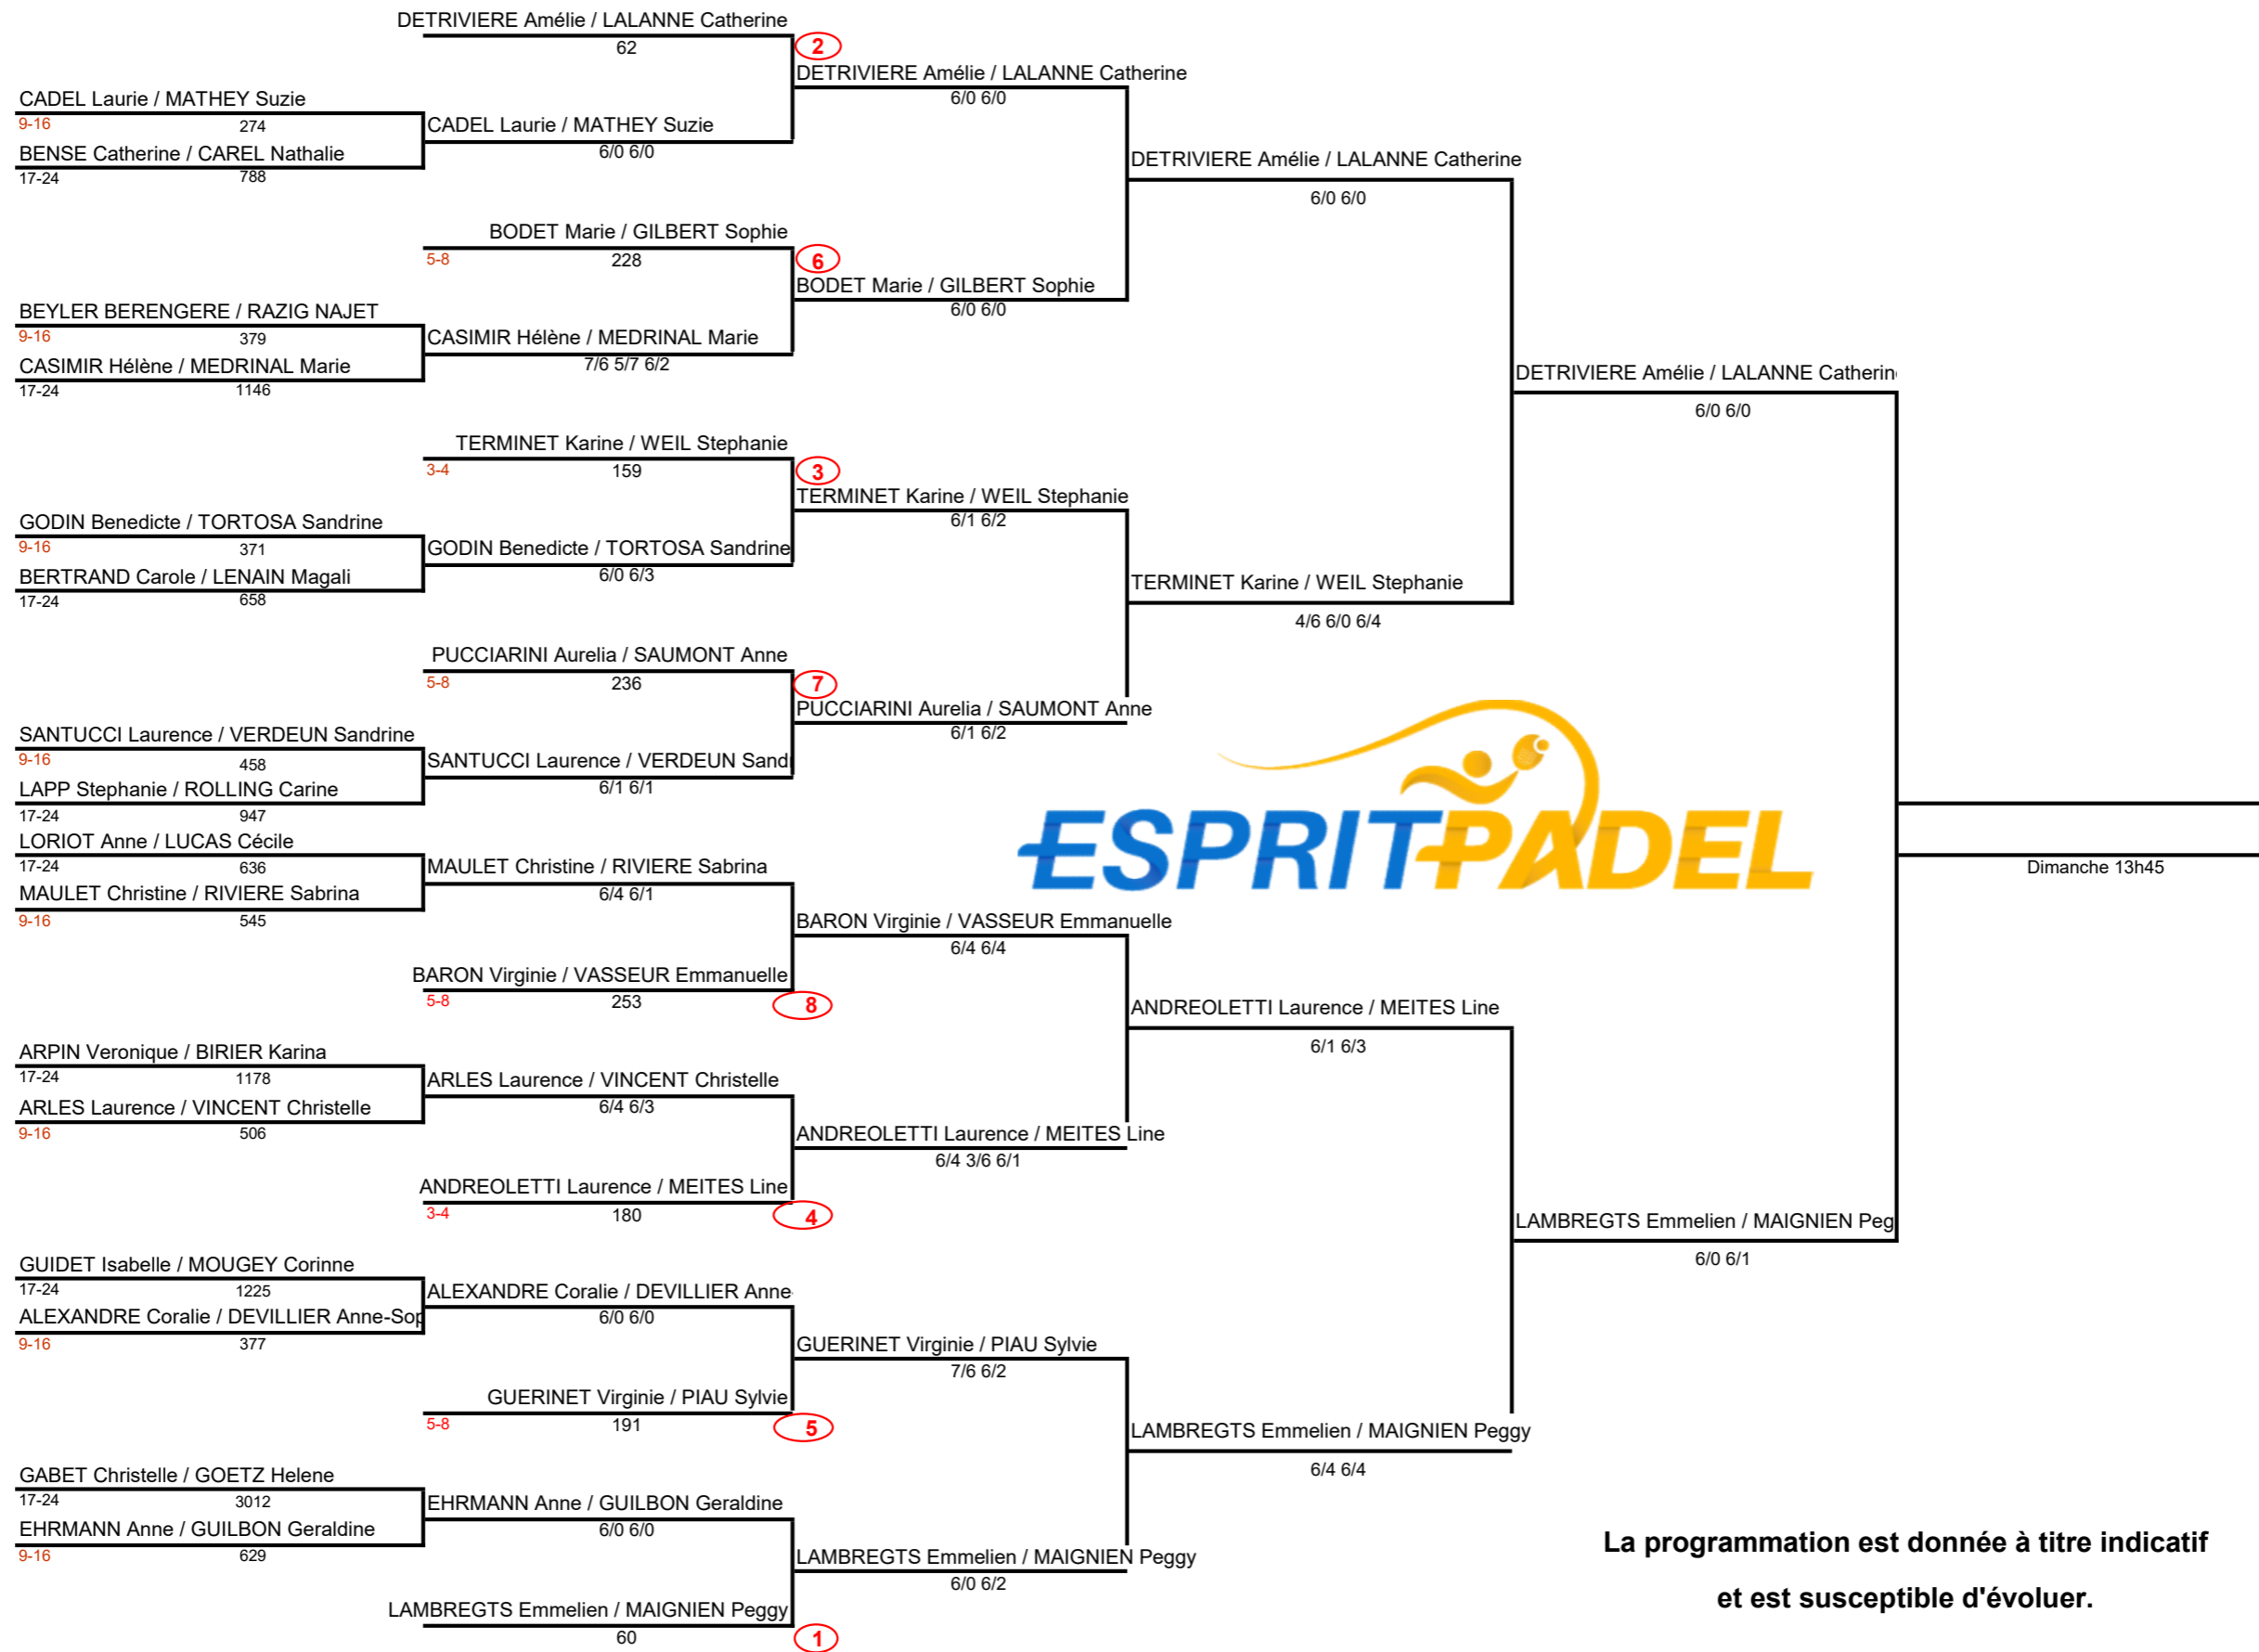 DETRIVIERE Amélie / LALANNE Catherine
62
2
DETRIVIERE Amélie / LALANNE Catherine
6/0 6/0
CADEL Laurie / MATHEY Suzie
9-16 274
CADEL Laurie / MATHEY Suzie
6/0 6/0
BENSE Catherine / CAREL Nathalie
17-24 788
DETRIVIERE Amélie / LALANNE Catherine
6/0 6/0
BODET Marie / GILBERT Sophie
5-8 228
6
BODET Marie / GILBERT Sophie
6/0 6/0
BEYLER BERENGERE / RAZIG NAJET
9-16 379
CASIMIR Hélène / MEDRINAL Marie
7/6 5/7 6/2
CASIMIR Hélène / MEDRINAL Marie
17-24 1146
DETRIVIERE Amélie / LALANNE Catherin
6/0 6/0
TERMINET Karine / WEIL Stephanie
3-4 159
3
TERMINET Karine / WEIL Stephanie
6/1 6/2
GODIN Benedicte / TORTOSA Sandrine
9-16 371
GODIN Benedicte / TORTOSA Sandrine
6/0 6/3
BERTRAND Carole / LENAIN Magali
17-24 658
TERMINET Karine / WEIL Stephanie
4/6 6/0 6/4
PUCCIARINI Aurelia / SAUMONT Anne
5-8 236
7
PUCCIARINI Aurelia / SAUMONT Anne
6/1 6/2
SANTUCCI Laurence / VERDEUN Sandrine
9-16 458
SANTUCCI Laurence / VERDEUN Sand
6/1 6/1
LAPP Stephanie / ROLLING Carine
17-24 947
ESPRIT PADEL
Dimanche 13h45
LORIOT Anne / LUCAS Cécile
17-24 636
MAULET Christine / RIVIERE Sabrina
6/4 6/1
MAULET Christine / RIVIERE Sabrina
9-16 545
BARON Virginie / VASSEUR Emmanuelle
6/4 6/4
BARON Virginie / VASSEUR Emmanuelle
5-8 253
8
ANDREOLETTI Laurence / MEITES Line
6/1 6/3
ARPIN Veronique / BIRIER Karina
17-24 1178
ARLES Laurence / VINCENT Christelle
6/4 6/3
ARLES Laurence / VINCENT Christelle
9-16 506
ANDREOLETTI Laurence / MEITES Line
6/4 3/6 6/1
ANDREOLETTI Laurence / MEITES Line
3-4 180
4
LAMBREGTS Emmelien / MAIGNIEN Peg
6/0 6/1
GUIDET Isabelle / MOUGEY Corinne
17-24 1225
ALEXANDRE Coralie / DEVILLIER Anne-
6/0 6/0
ALEXANDRE Coralie / DEVILLIER Anne-Sop
9-16 377
GUERINET Virginie / PIAU Sylvie
7/6 6/2
GUERINET Virginie / PIAU Sylvie
5-8 191
5
LAMBREGTS Emmelien / MAIGNIEN Peggy
6/4 6/4
GABET Christelle / GOETZ Helene
17-24 3012
EHRMANN Anne / GUILBON Geraldine
6/0 6/0
EHRMANN Anne / GUILBON Geraldine
9-16 629
LAMBREGTS Emmelien / MAIGNIEN Peggy
6/0 6/2
LAMBREGTS Emmelien / MAIGNIEN Peggy
60
1
La programmation est donnée à titre indicatif
et est susceptible d'évoluer.